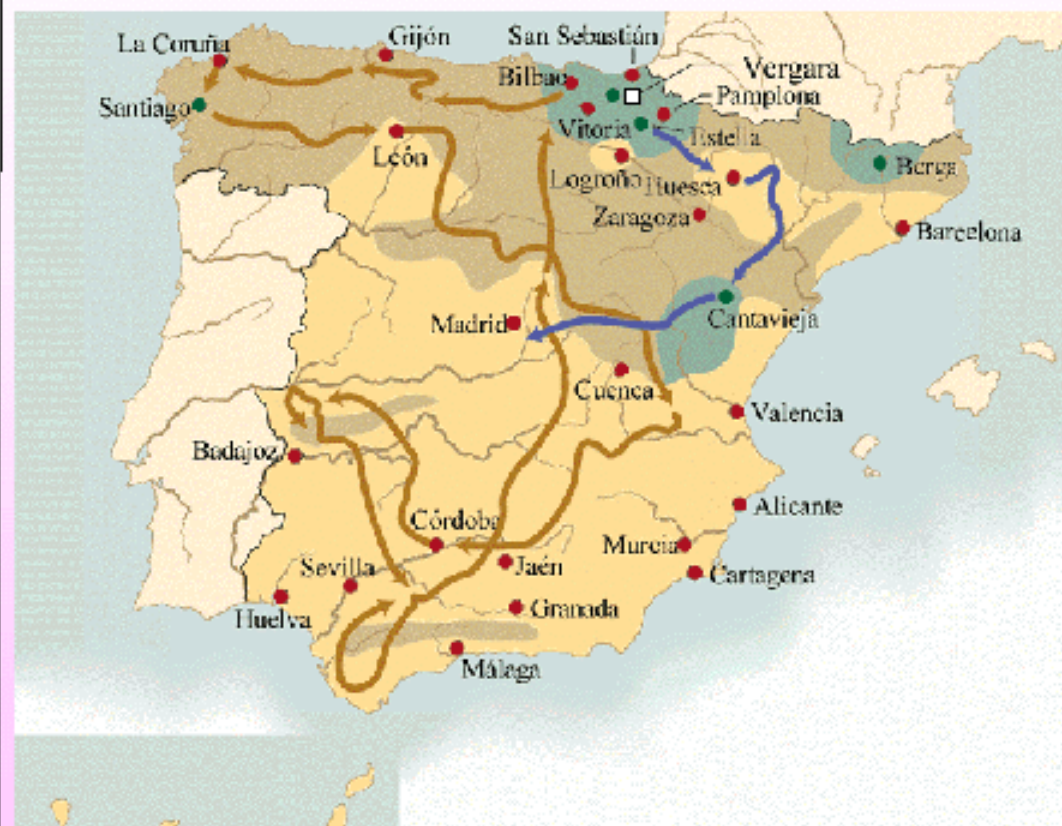 La Coruña
Gijón
San Sebastián
Bilbao
Vergara
Santiago
Pamplona
Vitoria
Estella
León
Berga
Logroño
Huesca
Zaragoza
Barcelona
Madrid
Cantavieja
Cuenca
Valencia
Badajoz
Alicante
Córdoba
Murcia
Sevilla
Jaén
Cartagena
Huelva
Granada
Málaga